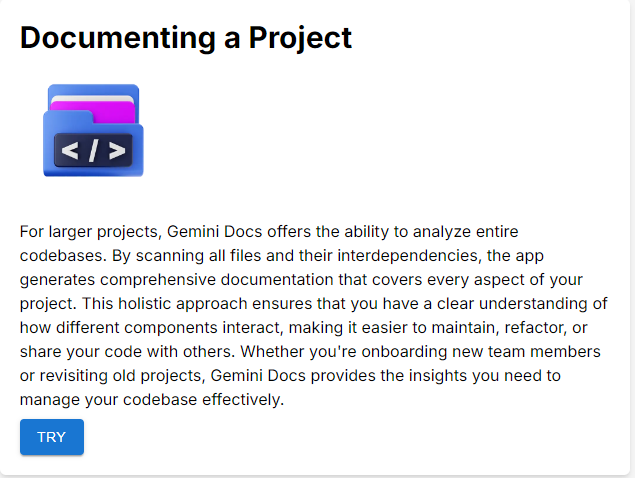 Documenting a Project
</>
For larger projects, Gemini Docs offers the ability to analyze entire
codebases. By scanning all files and their interdependencies, the app
generates comprehensive documentation that covers every aspect of your
project. This holistic approach ensures that you have a clear understanding of
how different components interact, making it easier to maintain, refactor, or
share your code with others. Whether you're onboarding new team members
or revisiting old projects, Gemini Docs provides the insights you need to
manage your codebase effectively.
TRY